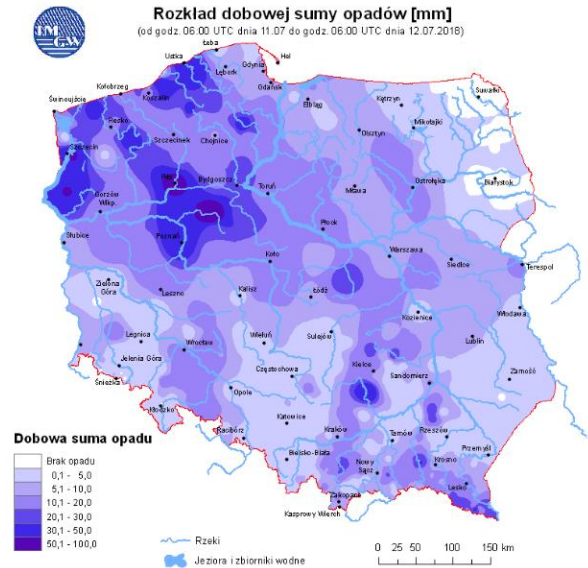 Rozkład dobowej sumy opadów [mm]
(od godz. 06:00 UTC dnia 11.07 do godz. 06:00 UTC dnia 12.07.2018)
IM
GW
Łeba
Ustka
Hel
Gdynia
Lębork
Gdańsk
Kołobrzeg
Koszalin
Świnoujście
Elbląg
Kętrzyn
Suwałki
Resko
Mikołajki
Szczecinek
Chojnice
Olsztyn
Szczecin
Piła
Bydgoszcz
Ostrołęka
Białystok
Toruń
Mława
Gorzów
Wlkp.
Płock
Słubice
Poznań
Warszawa
Koło
Siedlce
Terespol
Zielona
Góra
Leszno
Kalisz
Łódź
Włodawa
Kozienice
Legnica
Wieluń
Sulejów
Lublin
Wrocław
Jelenia Góra
Kielce
Śnieżka
Częstochowa
Sandomierz
Zamość
Opole
Kłodzko
Katowice
Racibórz
Kraków
Tarnów
Rzeszów
Bielsko-Biała
Przemyśl
Nowy
Sącz
Krosno
Lesko
Zakopane
Kasprowy Wierch
Dobowa suma opadu
Brak opadu
0,1 - 5,0
5,1 - 10,0
10,1 - 20,0
20,1 - 30,0
30,1 - 50,0
50,1 - 100,0
Rzeki
Jeziora i zbiorniki wodne
0 25 50 100 150 km